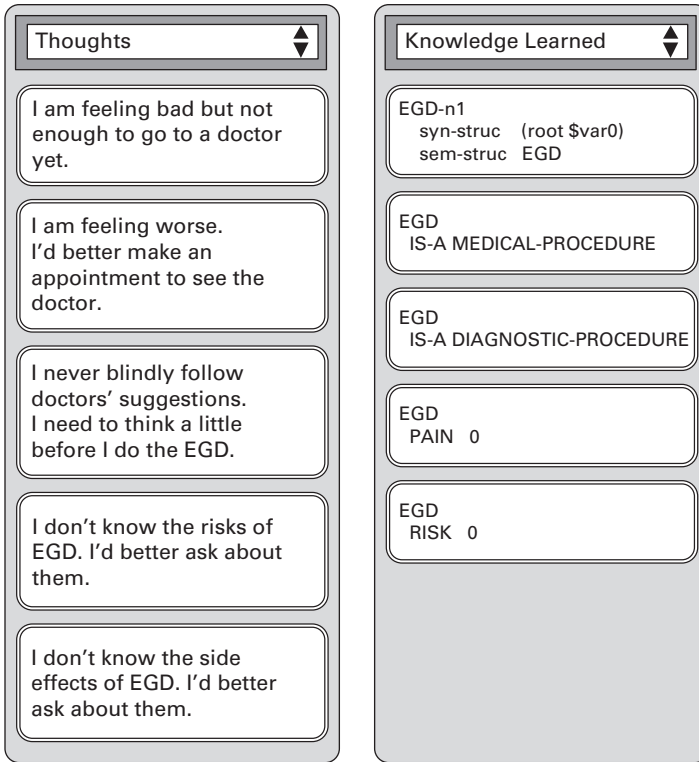 Thoughts
I am feeling bad but not
enough to go to a doctor
yet.
I am feeling worse.
I'd better make an
appointment to see the
doctor.
I never blindly follow
doctors' suggestions.
I need to think a little
before I do the EGD.
I don't know the risks of
EGD. I'd better ask about
them.
I don't know the side
effects of EGD. I'd better
ask about them.
Knowledge Learned
EGD-n1
syn-struc (root $var0)
sem-struc EGD
EGD
IS-A MEDICAL-PROCEDURE
EGD
IS-A DIAGNOSTIC-PROCEDURE
EGD
PAIN 0
EGD
RISK 0